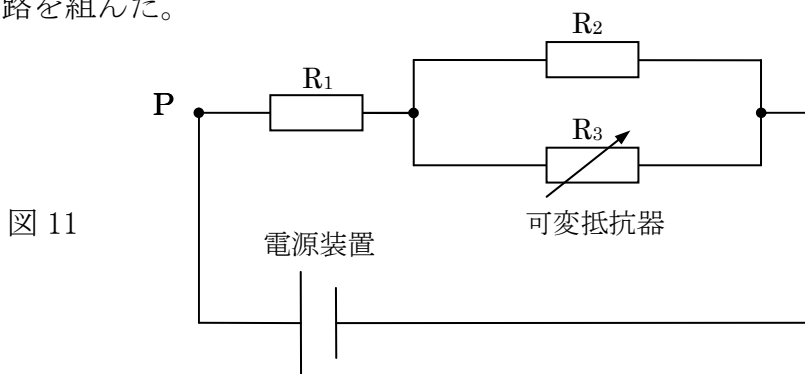 路を組んだ。
R₂
R₁
P
R₃
図 11
可変抵抗器
電源装置